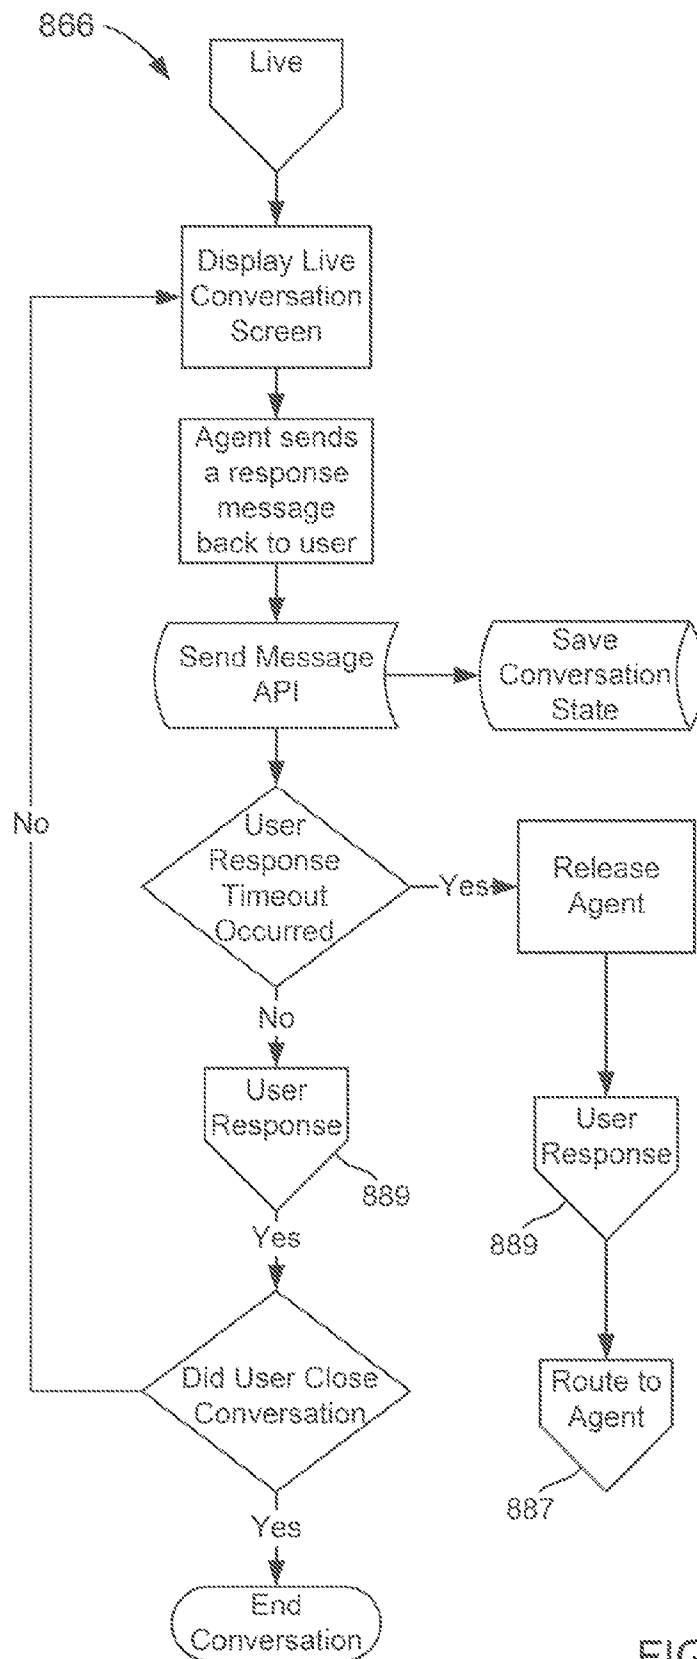 866
Live
Display Live
Conversation
Screen
Agent sends
a response
message
back to user
Send Message
API
Save
Conversation
State
No
User
Response
Timeout
Occurred
Yes
Release
Agent
No
User
Response
889
User
Response
889
Yes
Did User Close
Conversation
Route to
Agent
887
Yes
End
Conversation
FIG